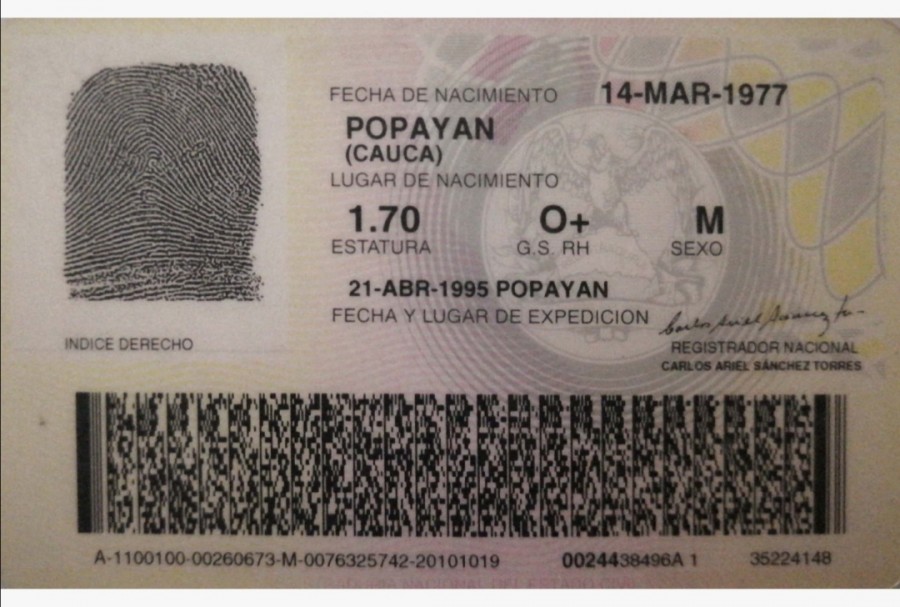 FECHA DE NACIMIENTO 14-MAR-1977
POPAYAN
(CAUCA)
LUGAR DE NACIMIENTO
1.70 O+ M
ESTATURA G.S. RH SEXO
21-ABR-1995 POPAYAN
FECHA Y LUGAR DE EXPEDICION
INDICE DERECHO
REGISTRADOR NACIONAL
CARLOS ARIEL SÁNCHEZ TORRES
A-1100100-00260673-M-0076325742-20101019 0024438496A 1 35224148